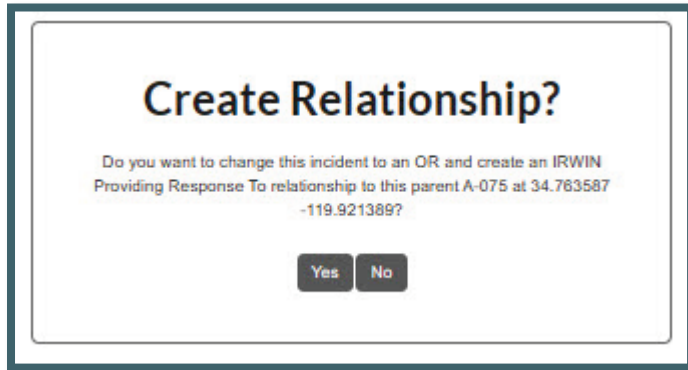 Create Relationship?
Do you want to change this incident to an OR and create an IRWIN
Providing Response To relationship to this parent A-075 at 34.763587
-119.921389?
Yes No